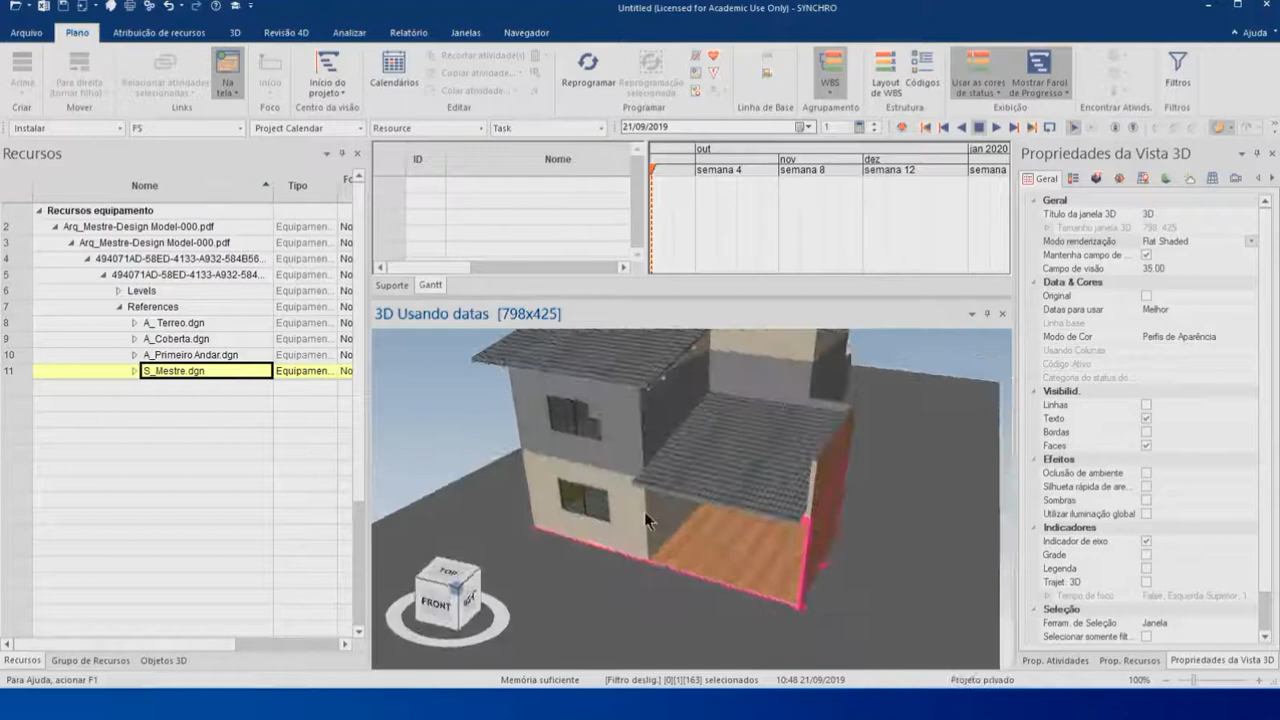 Untitled (Licensed for Academic Use Only) - SYNCHRO
Arquivo Plano Atribuição de recursos 3D Revisão 4D Analizar Relatório Janelas Navegador Ajuda
Acima Para direita (tornar filho) Relacionar atividades selecionadas Na tela Início Início do projeto Calendários Recortar atividade(s) Reprogramar Reprogramação selecionada WBS Layout de WBS Códigos Usar as cores de status Mostrar Farol de Progresso Filtros
Copiar atividade...
Colar atividade...
Criar Mover Links Foco Centro da visão Editar Programar Linha de Base Agrupamento Estrutura Exibição Encontrar Ativids. Filtros
Instalar FS Project Calendar Resource Task 21/09/2019 1
Recursos
Nome Tipo Fo
Recursos equipamento
2 Arq_Mestre-Design Model-000.pdf Equipamen... No
3 Arq_Mestre-Design Model-000.pdf Equipamen... No
4 494071AD-58ED-4133-A932-584B56... Equipamen... No
5 494071AD-58ED-4133-A932-584... Equipamen... No
6 Levels Equipamen... No
7 References Equipamen... No
8 A_ Terreo.dgn Equipamen... No
9 A_Coberta.dgn Equipamen... No
10 A_Primeiro Andar.dgn Equipamen... No
11 S_Mestre.dgn Equipamen... No
Recursos Grupo de Recursos Objetos 3D
ID Nome
out jan 2020
nov dez
semana 4 semana 8 semana 12 semana
Suporte Gantt
3D Usando datas [798x425]
TOP
FRONT
Propriedades da Vista 3D
Geral
Geral
Título da janela 3D 3D
Tamanho janela 3D 798 425
Modo renderização Flat Shaded
Mantenha campo de ...
Campo de visão 35.00
Data & Cores
Original
Datas para usar Melhor
Linha base
Modo de Cor Perfis de Aparência
Usando Colunas
Código Ativo
Categoria do status do...
Visibilid.
Linhas
Texto
Bordas
Faces
Efeitos
Oclusão de ambiente
Silhueta rápida de are...
Sombras
Utilizar iluminação global
Indicadores
Indicador de eixo
Grade
Legenda
Trajet. 3D
Tempo de foco False, Esquerda Superior, 1
Seleção
Ferram. de Seleção Janela
Selecionar somente filt...
Prop. Atividades Prop. Recursos Propriedades da Vista 3D
Para Ajuda, acionar F1 Memória suficiente [Filtro deslig.] [0][1][163] selecionados 10:48 21/09/2019 Projeto privado 100%